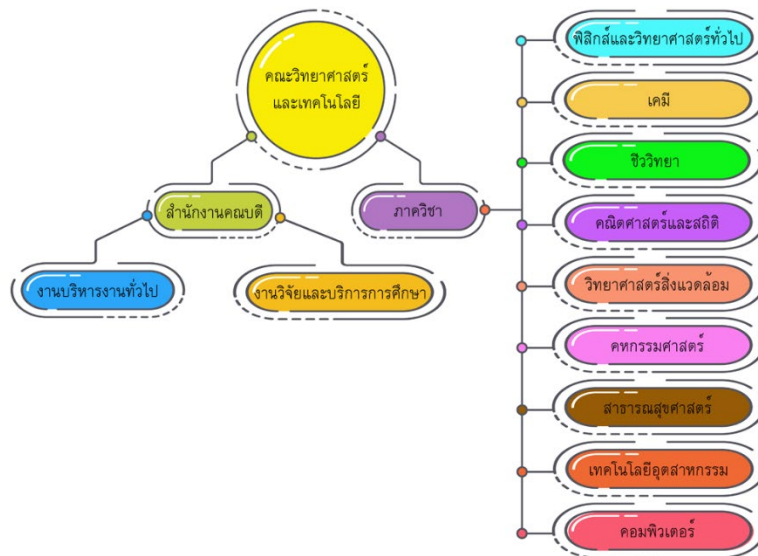 คณะวิทยาศาสตร์
และเทคโนโลยี
สำนักงานคณบดี
ภาควิชา
งานบริหารงานทั่วไป
งานวิจัยและบริการการศึกษา
ฟิสิกส์และวิทยาศาสตร์ทั่วไป
เคมี
ชีววิทยา
คณิตศาสตร์และสถิติ
วิทยาศาสตร์สิ่งแวดล้อม
คหกรรมศาสตร์
สาธารณสุขศาสตร์
เทคโนโลยีอุตสาหกรรม
คอมพิวเตอร์